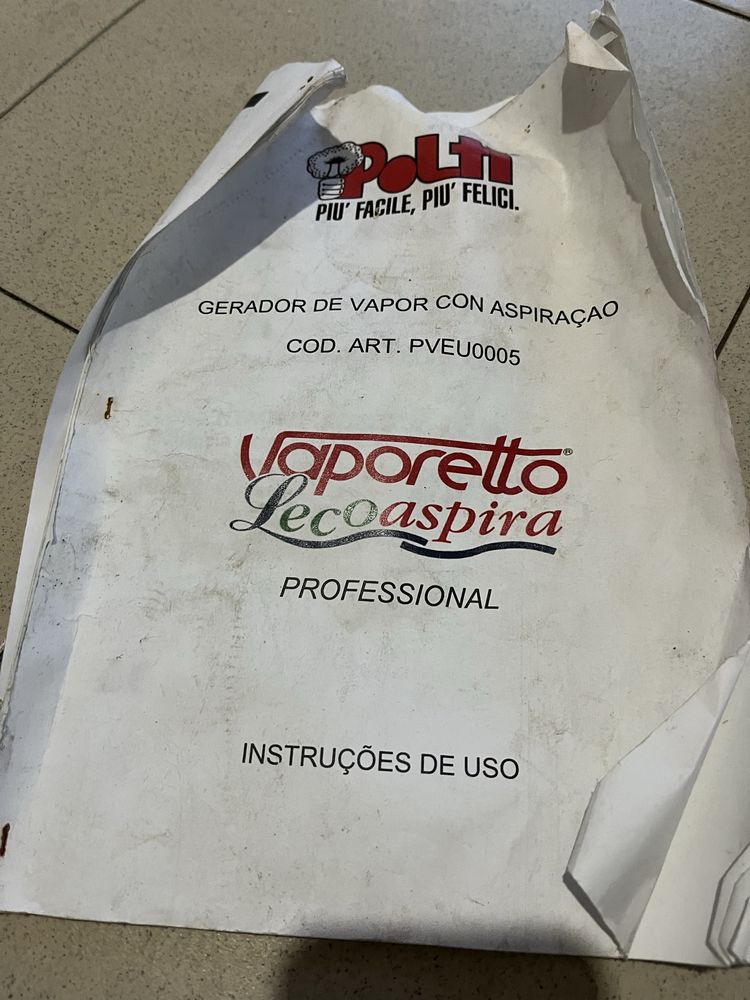 POLTI
PIU' FACILE, PIU' FELICI.
GERADOR DE VAPOR CON ASPIRAÇAO
COD. ART. PVEU0005
Vaporetto®
Lecoaspira
PROFESSIONAL
INSTRUÇÕES DE USO